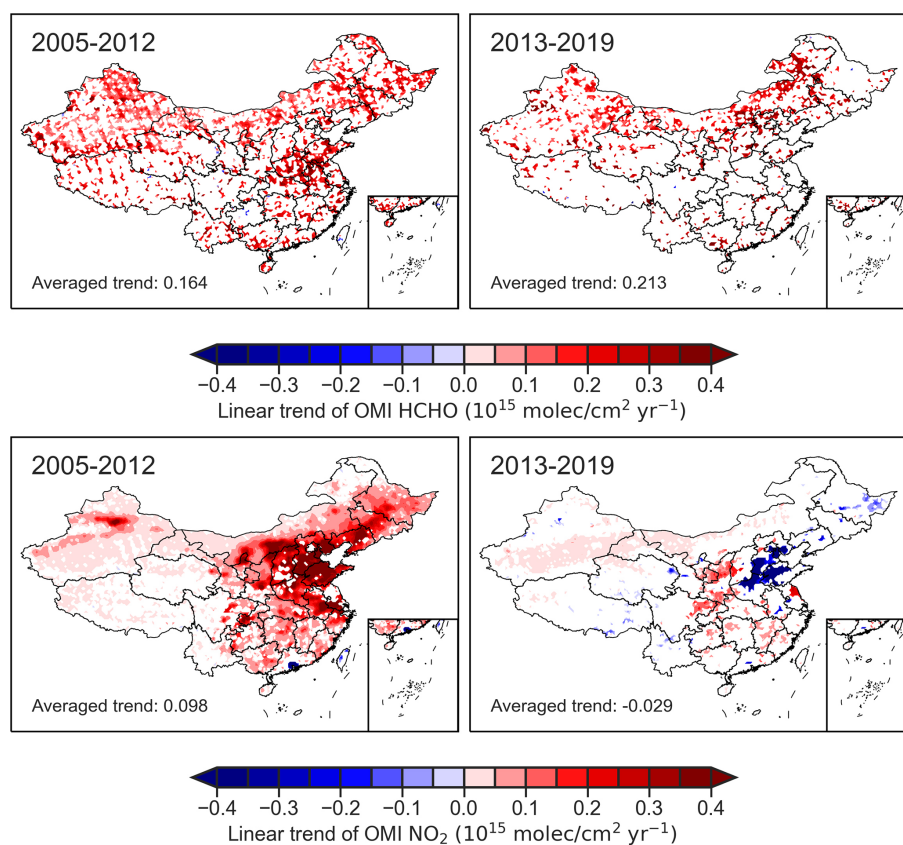 2005-2012
2013-2019
Averaged trend: 0.164
Averaged trend: 0.213
−0.4 −0.3 −0.2 −0.1 0.0 0.1 0.2 0.3 0.4
Linear trend of OMI HCHO (10¹⁵ molec/cm² yr⁻¹)
2005-2012
2013-2019
Averaged trend: 0.098
Averaged trend: -0.029
−0.4 −0.3 −0.2 −0.1 0.0 0.1 0.2 0.3 0.4
Linear trend of OMI NO₂ (10¹⁵ molec/cm² yr⁻¹)